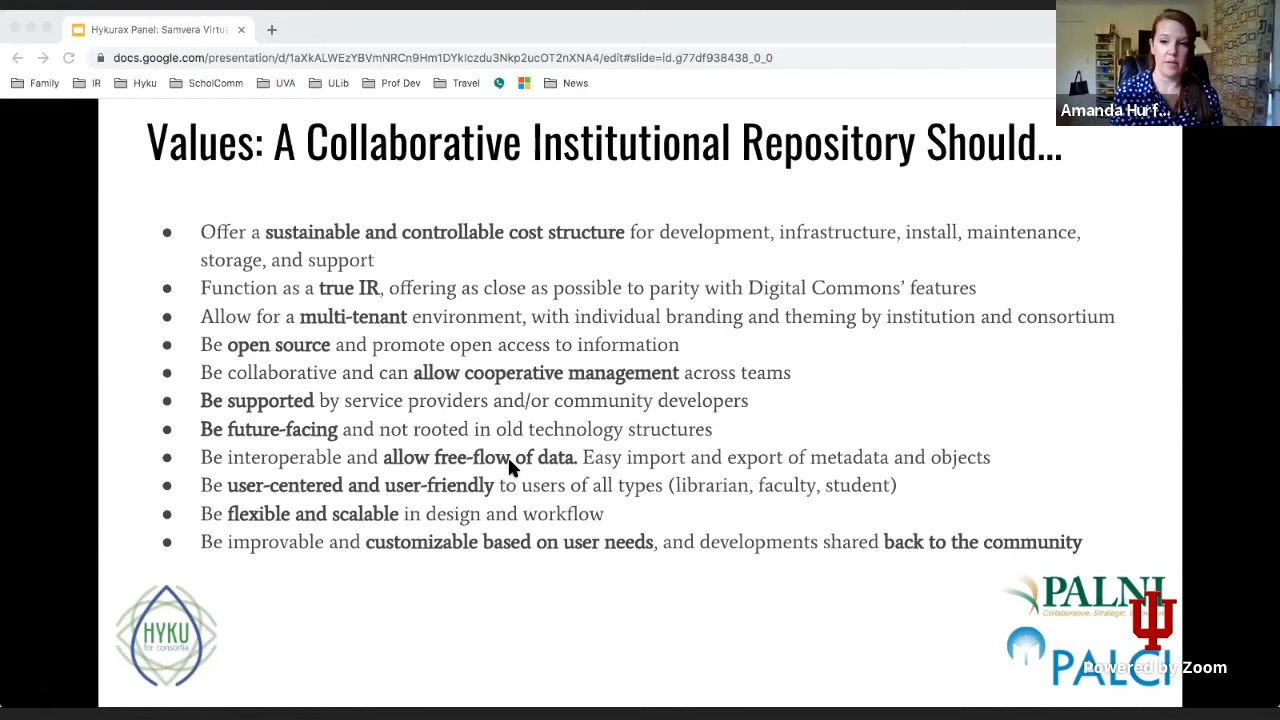 Hykurax Panel: Samvera Virtua
docs.google.com/presentation/d/1aXkALWEzYBVmNRCn9Hm1DYkIczdu3Nkp2ucOT2nXNA4/edit#slide=id.g77df938438_0_0
Family IR Hyku ScholComm UVA ULib Prof Dev Travel News
Amanda Hurf...
Values: A Collaborative Institutional Repository Should...
● Offer a sustainable and controllable cost structure for development, infrastructure, install, maintenance,
storage, and support
● Function as a true IR, offering as close as possible to parity with Digital Commons' features
● Allow for a multi-tenant environment, with individual branding and theming by institution and consortium
● Be open source and promote open access to information
● Be collaborative and can allow cooperative management across teams
● Be supported by service providers and/or community developers
● Be future-facing and not rooted in old technology structures
● Be interoperable and allow free-flow of data. Easy import and export of metadata and objects
● Be user-centered and user-friendly to users of all types (librarian, faculty, student)
● Be flexible and scalable in design and workflow
● Be improvable and customizable based on user needs, and developments shared back to the community
HYKU
for consortia
PALNI
Collaborative. Strategic.
PALCI
Powered by Zoom